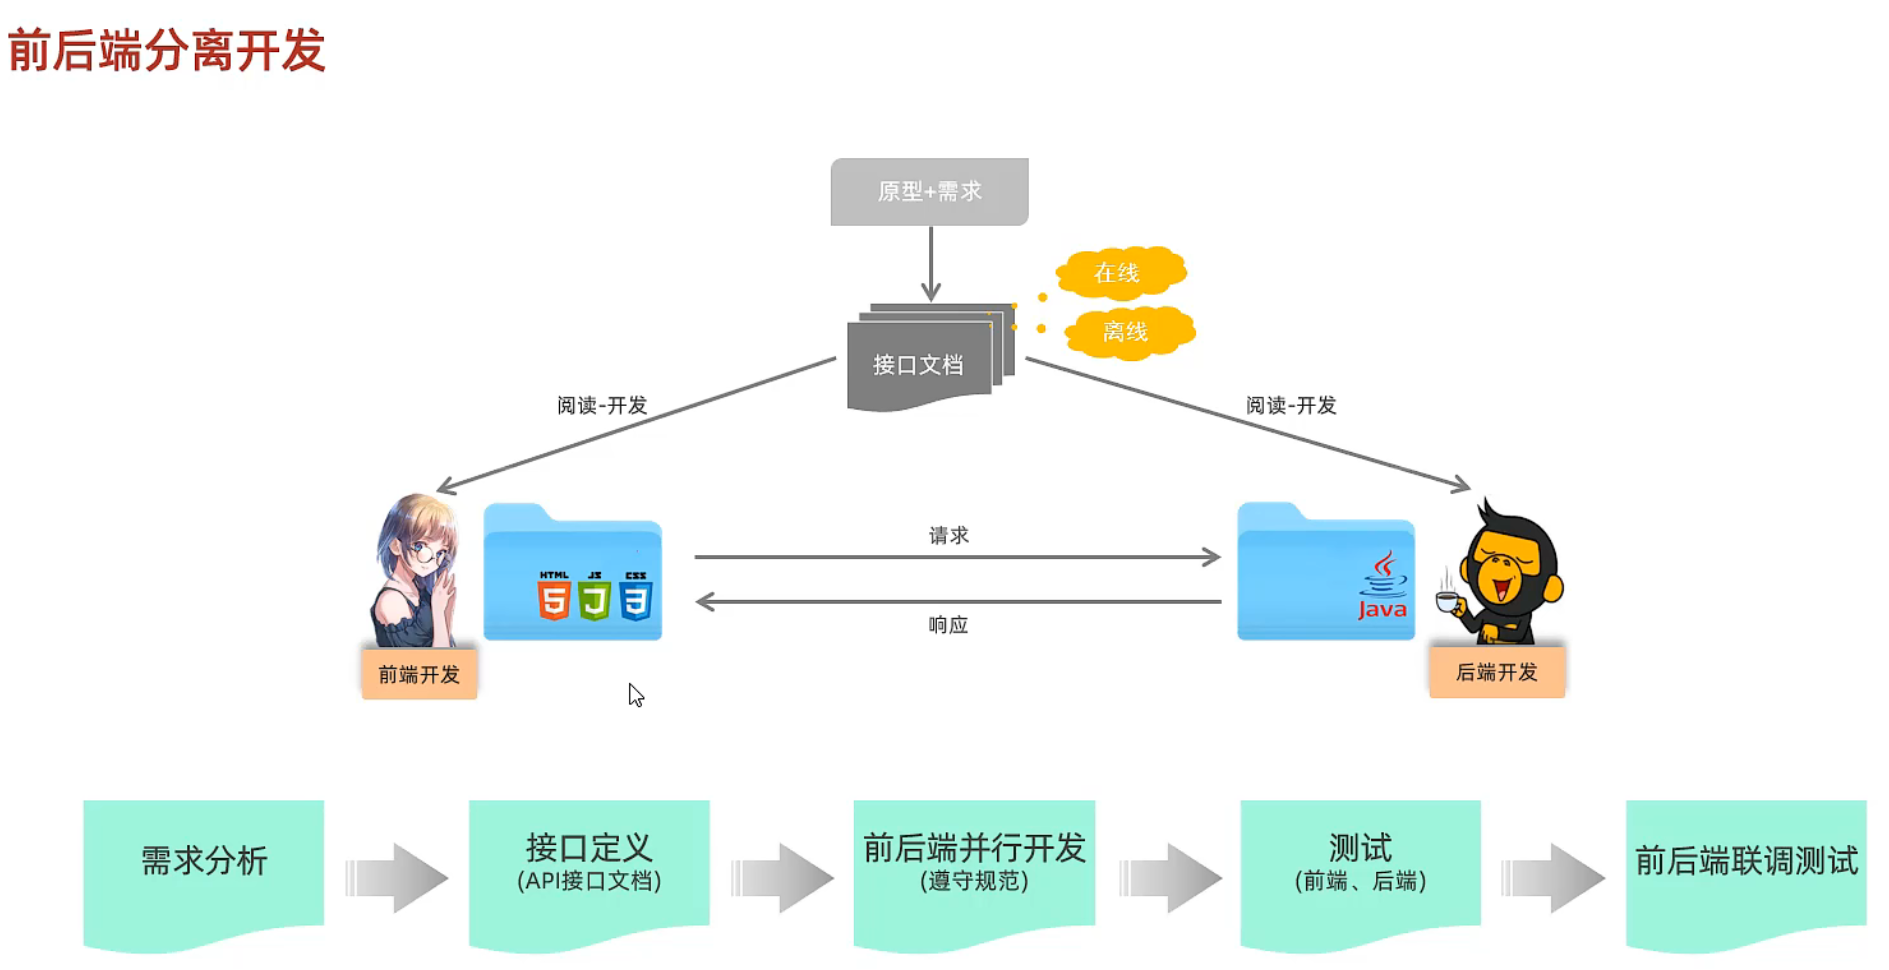 前后端分离开发
原型+需求
在线
离线
接口文档
阅读-开发
阅读-开发
请求
响应
HTML
JS
CSS
5
3
Java
前端开发
后端开发
需求分析
接口定义
(API接口文档)
前后端并行开发
(遵守规范)
测试
(前端、后端)
前后端联调测试